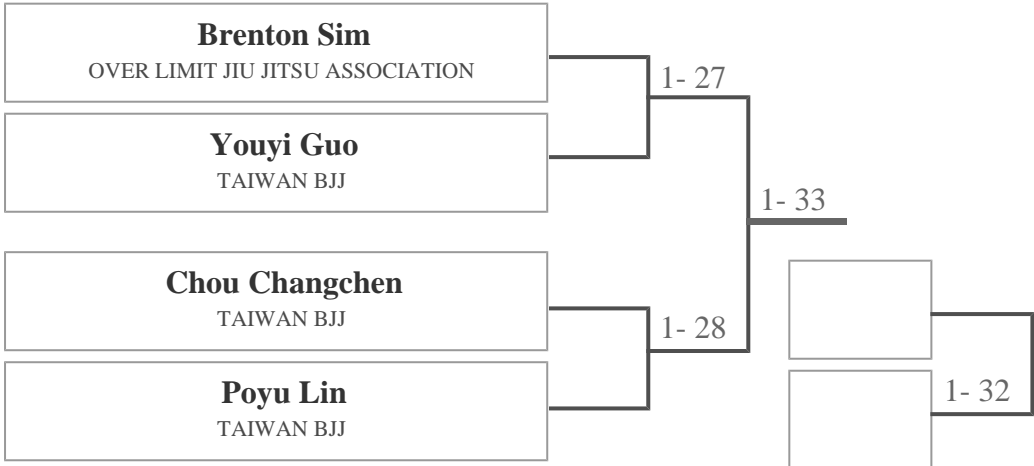 Brenton Sim
OVER LIMIT JIU JITSU ASSOCIATION
1- 27
Youyi Guo
TAIWAN BJJ
1- 33
Chou Changchen
TAIWAN BJJ
1- 28
Poyu Lin
TAIWAN BJJ
1- 32